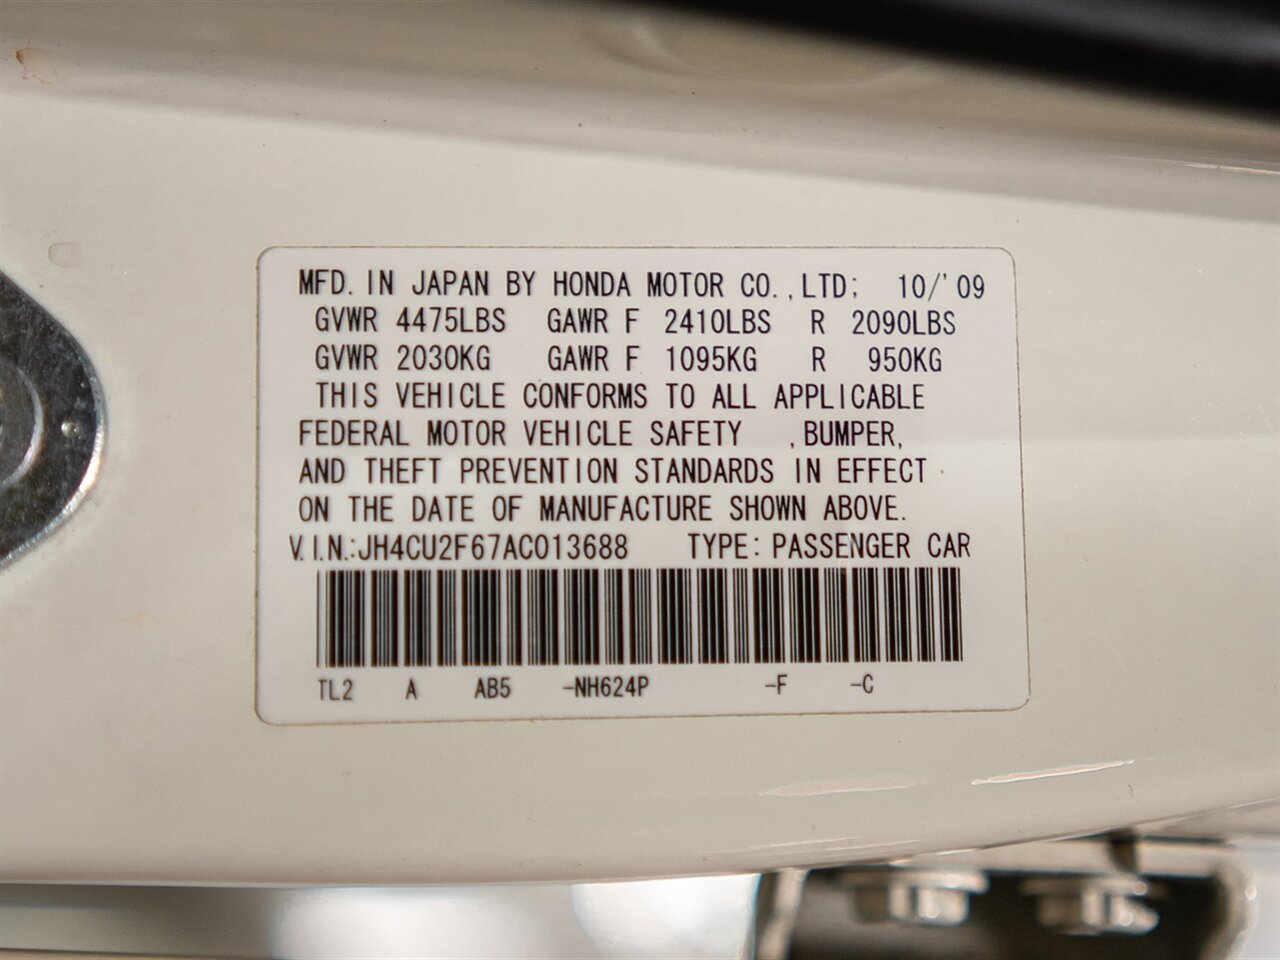 MFD. IN JAPAN BY HONDA MOTOR CO., LTD; 10/'09
GVWR 4475LBS GAWR F 2410LBS R 2090LBS
GVWR 2030KG GAWR F 1095KG R 950KG
THIS VEHICLE CONFORMS TO ALL APPLICABLE
FEDERAL MOTOR VEHICLE SAFETY , BUMPER,
AND THEFT PREVENTION STANDARDS IN EFFECT
ON THE DATE OF MANUFACTURE SHOWN ABOVE.
V.I.N.: JH4CU2F67AC013688 TYPE: PASSENGER CAR
TL2 A AB5 -NH624P -F -C